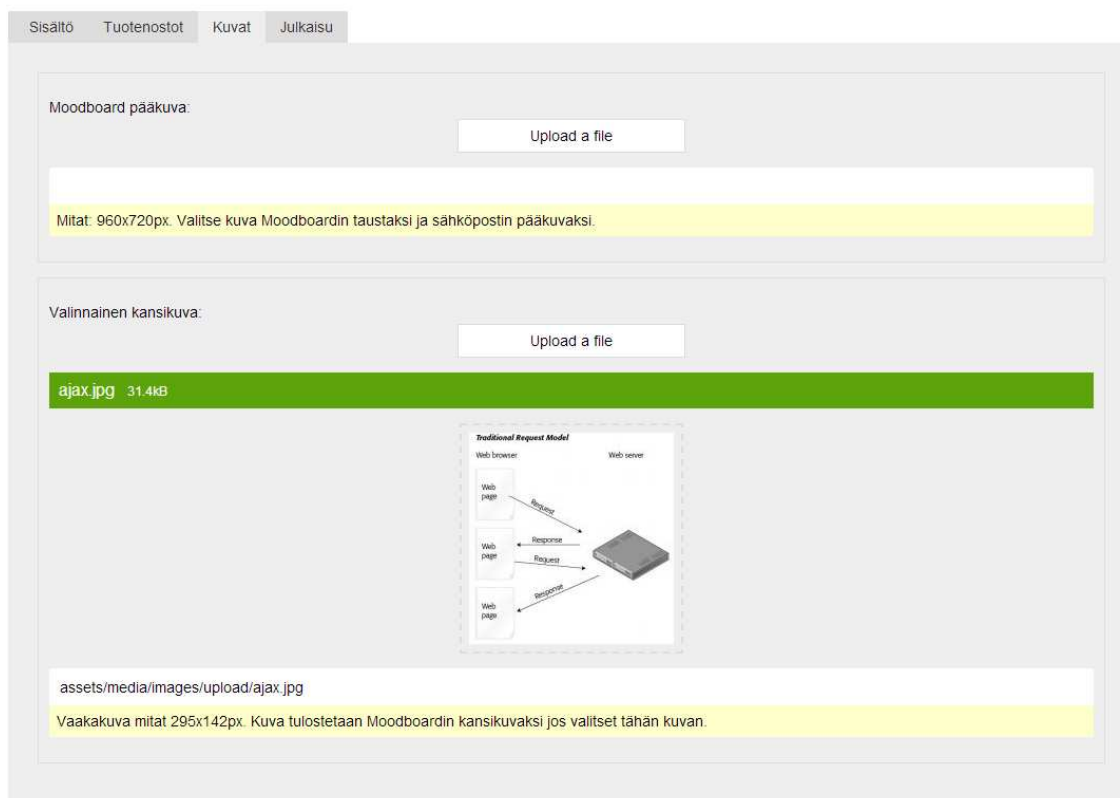 Sisältö Tuotenostot Kuvat Julkaisu
Moodboard pääkuva:
Upload a file
Mitat: 960x720px. Valitse kuva Moodboardin taustaksi ja sähköpostin pääkuvaksi.
Valinnainen kansikuva:
Upload a file
ajax.jpg 31.4kB
Traditional Request Model
Web browser Web server
Web
page
Request
Response
Web
page
Request
Response
Web
page
assets/media/images/upload/ajax.jpg
Vaakakuva mitat 295x142px. Kuva tulostetaan Moodboardin kansikuvaksi jos valitset tähän kuvan.